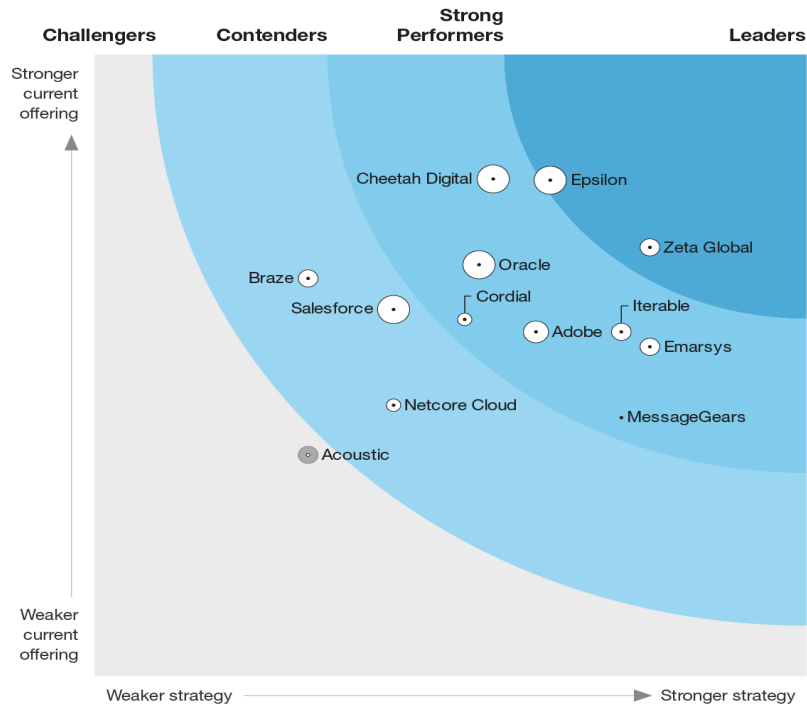 Challengers
Contenders
Strong
Performers
Leaders
Stronger
current
offering
Cheetah Digital
Epsilon
Zeta Global
Oracle
Braze
Cordial
Salesforce
Iterable
Adobe
Emarsys
Netcore Cloud
MessageGears
Acoustic
Weaker
current
offering
Weaker strategy
Stronger strategy